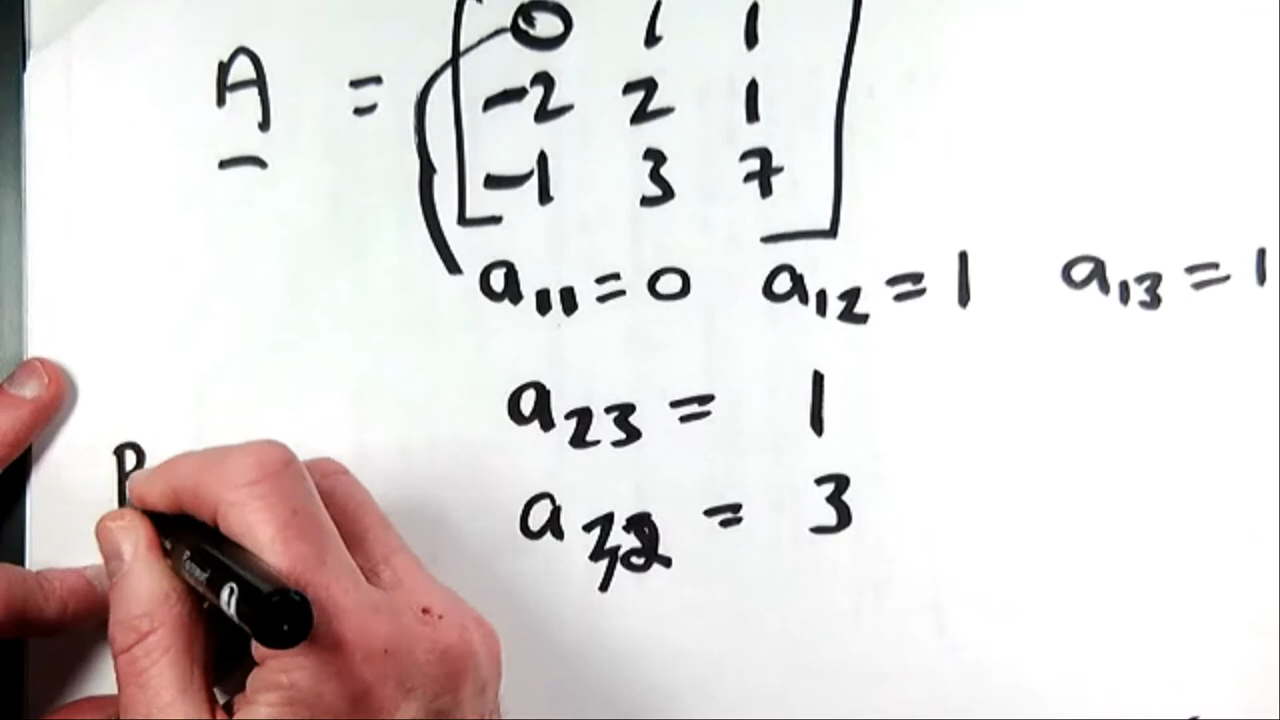 A = [ 0 1 1
-2 2 1
-1 3 7 ]
a₁₁ = 0 a₁₂ = 1 a₁₃ = 1
a₂₃ = 1
a₃₂ = 3